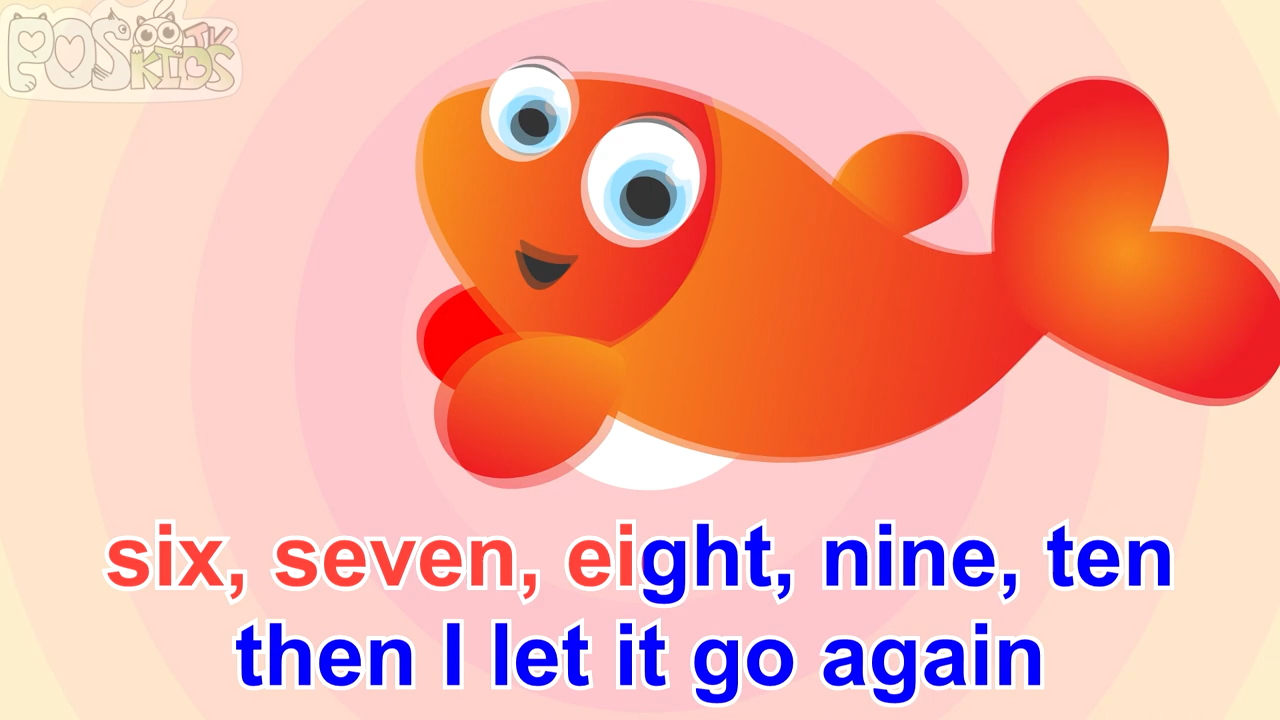 POS TV
KIDS
six, seven, eight, nine, ten
then I let it go again